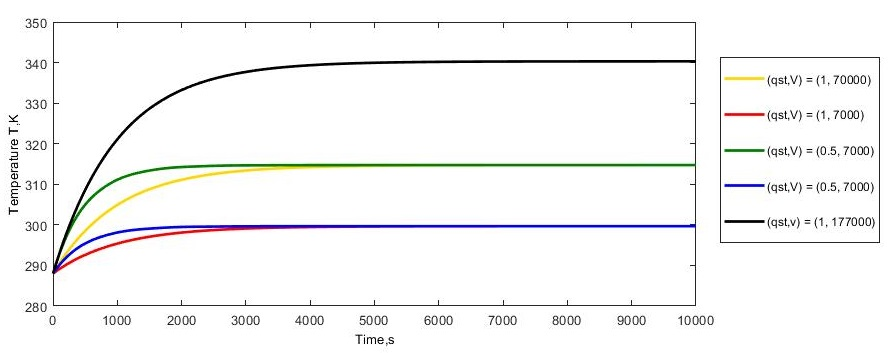 350
340
330
320
310
300
290
280
Temperature T,K
0 1000 2000 3000 4000 5000 6000 7000 8000 9000 10000
Time,s
(qst,V) = (1, 70000)
(qst,V) = (1, 7000)
(qst,V) = (0.5, 7000)
(qst,V) = (0.5, 7000)
(qst,v) = (1, 177000)